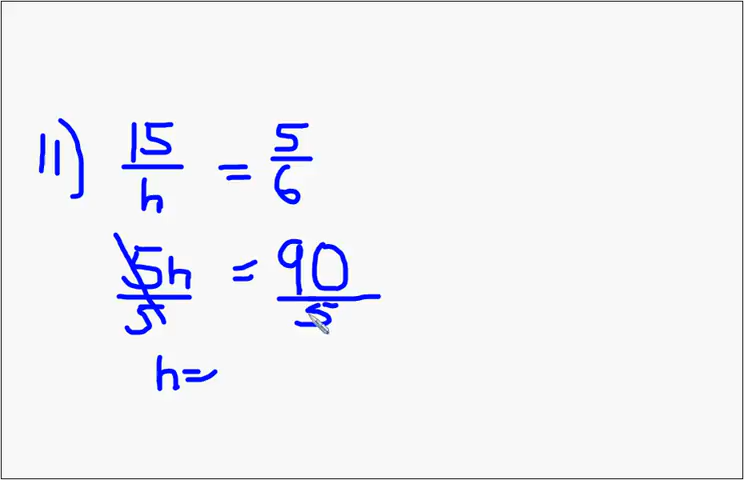 11) 15/h = 5/6
5h/5 = 90/5
h=